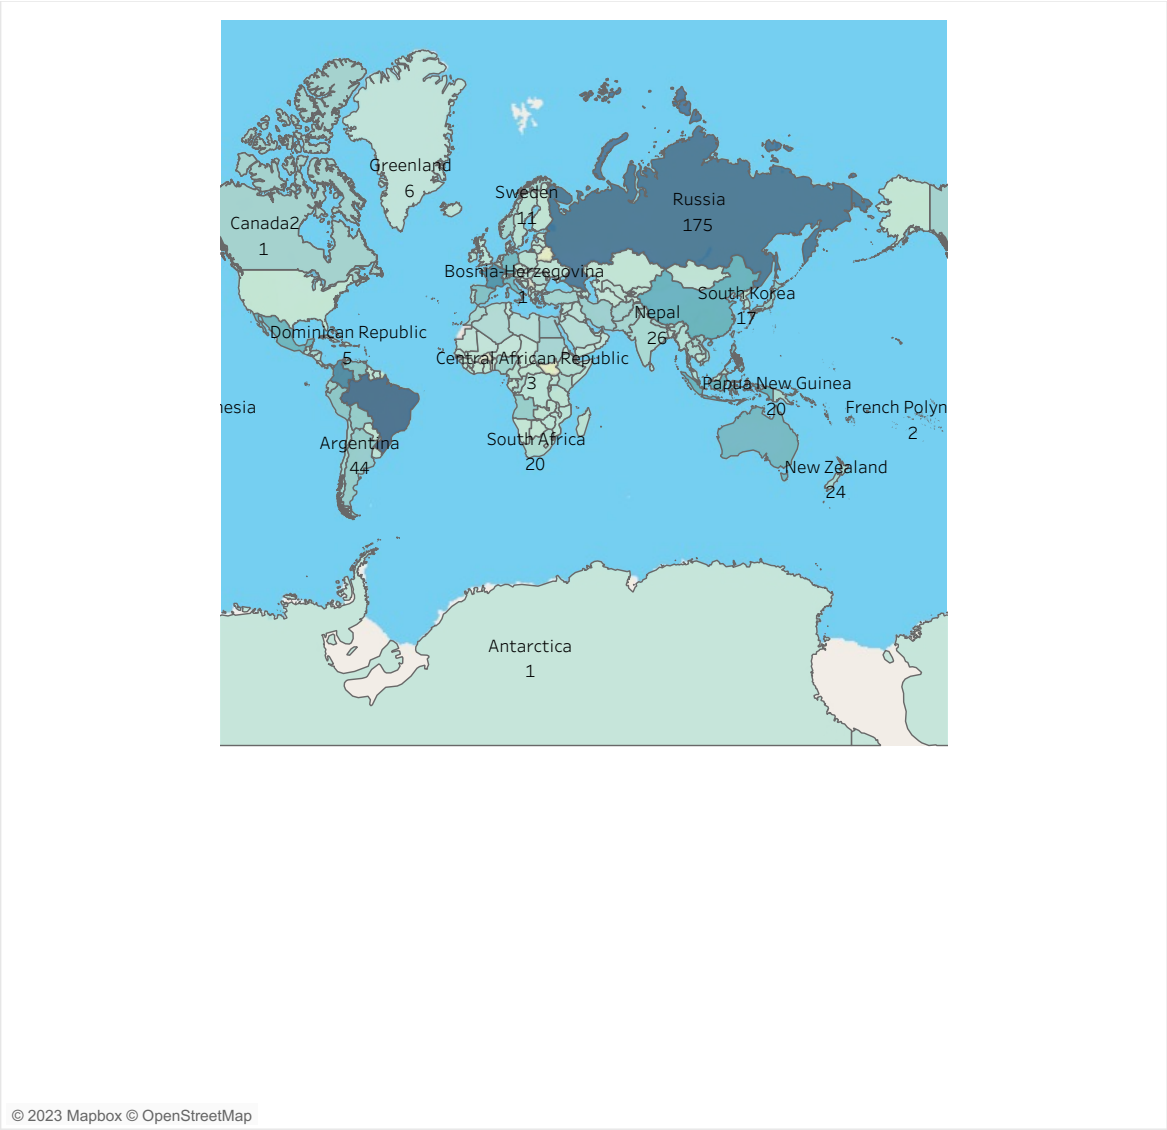 Greenland
6
Sweden
11
Russia
175
Canada2
1
Bosnia-Herzegovina
1
South Korea
17
Nepal
26
Dominican Republic
5
Central African Republic
3
Papua New Guinea
20
nesia
French Polyn
2
Argentina
44
South Africa
20
New Zealand
24
Antarctica
1
© 2023 Mapbox © OpenStreetMap